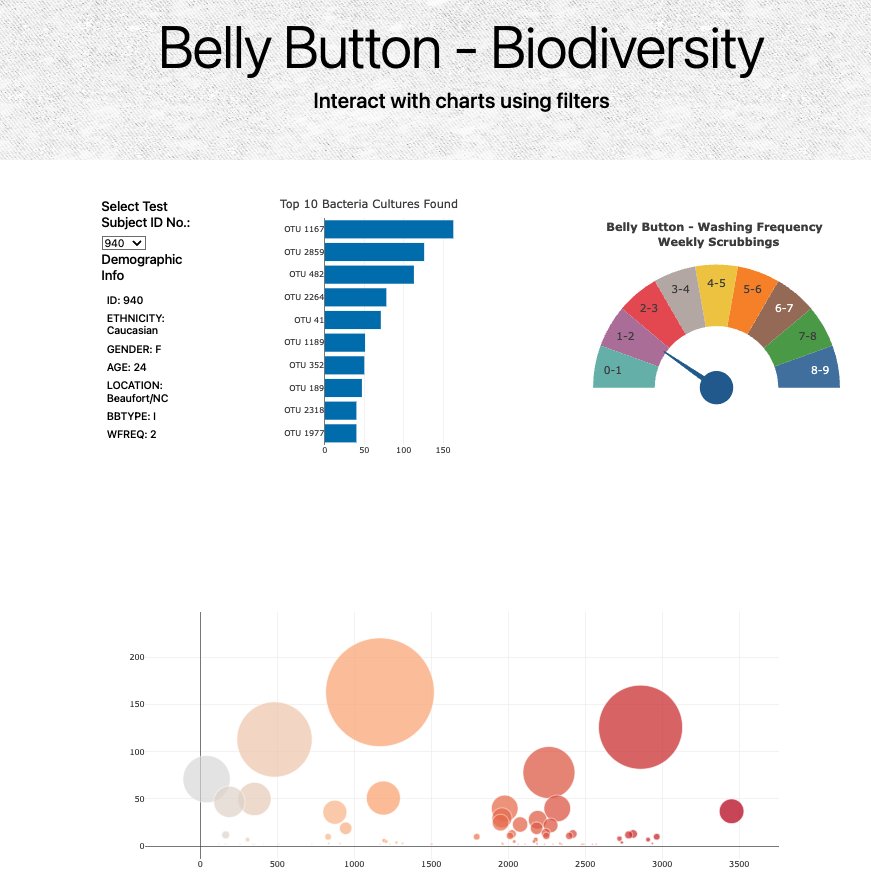 Belly Button - Biodiversity
Interact with charts using filters
Select Test
Subject ID No.:
940
Demographic
Info
ID: 940
ETHNICITY:
Caucasian
GENDER: F
AGE: 24
LOCATION:
Beaufort/NC
BBTYPE: I
WFREQ: 2
Top 10 Bacteria Cultures Found
OTU 1167
OTU 2859
OTU 482
OTU 2264
OTU 41
OTU 1189
OTU 352
OTU 189
OTU 2318
OTU 1977
0 50 100 150
Belly Button - Washing Frequency
Weekly Scrubbings
0-1
1-2
2-3
3-4
4-5
5-6
6-7
7-8
8-9
200
150
100
50
0
0 500 1000 1500 2000 2500 3000 3500